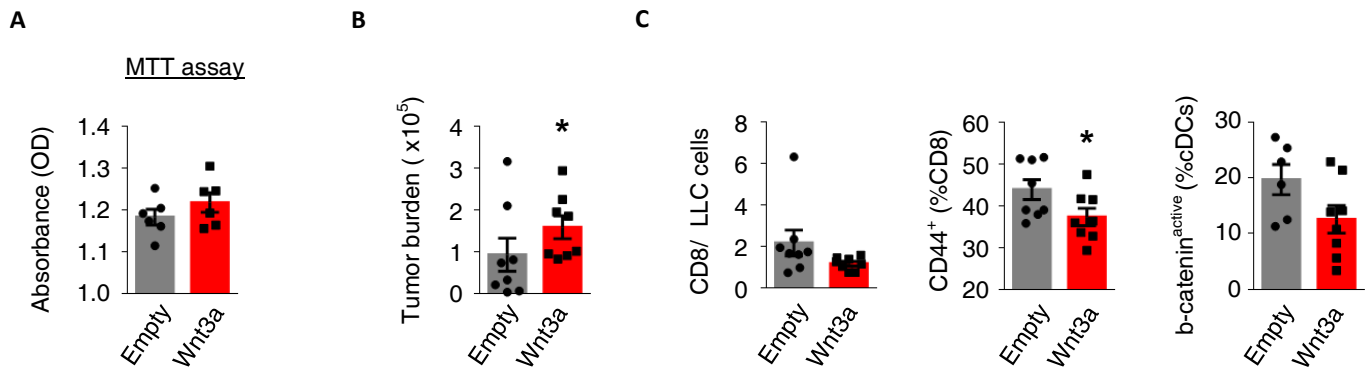 A
B
C
MTT assay
Absorbance (OD)
1.4
1.3
1.2
1.1
1.0
Empty
Wnt3a
Tumor burden ( x10⁵)
4
3
2
1
0
*
Empty
Wnt3a
CD8/ LLC cells
8
6
4
2
0
Empty
Wnt3a
CD44⁺ (%CD8)
60
50
40
30
20
*
Empty
Wnt3a
b-cateninᵃᶜᵗⁱᵛᵉ (%cDCs)
30
20
10
0
Empty
Wnt3a